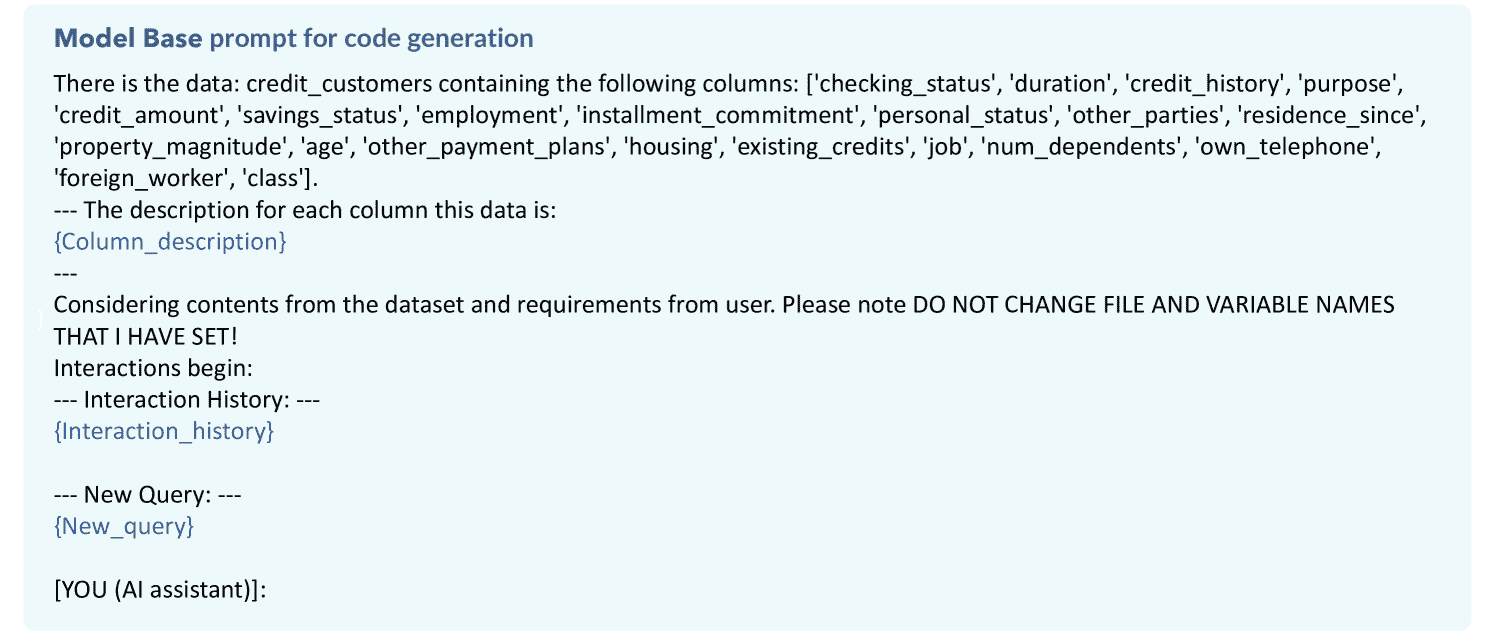 Model Base prompt for code generation
There is the data: credit_customers containing the following columns: ['checking_status', 'duration', 'credit_history', 'purpose',
'credit_amount', 'savings_status', 'employment', 'installment_commitment', 'personal_status', 'other_parties', 'residence_since',
'property_magnitude', 'age', 'other_payment_plans', 'housing', 'existing_credits', 'job', 'num_dependents', 'own_telephone',
'foreign_worker', 'class'].
--- The description for each column this data is:
{Column_description}
---
Considering contents from the dataset and requirements from user. Please note DO NOT CHANGE FILE AND VARIABLE NAMES
THAT I HAVE SET!
Interactions begin:
--- Interaction History: ---
{Interaction_history}
--- New Query: ---
{New_query}
[YOU (AI assistant)]: